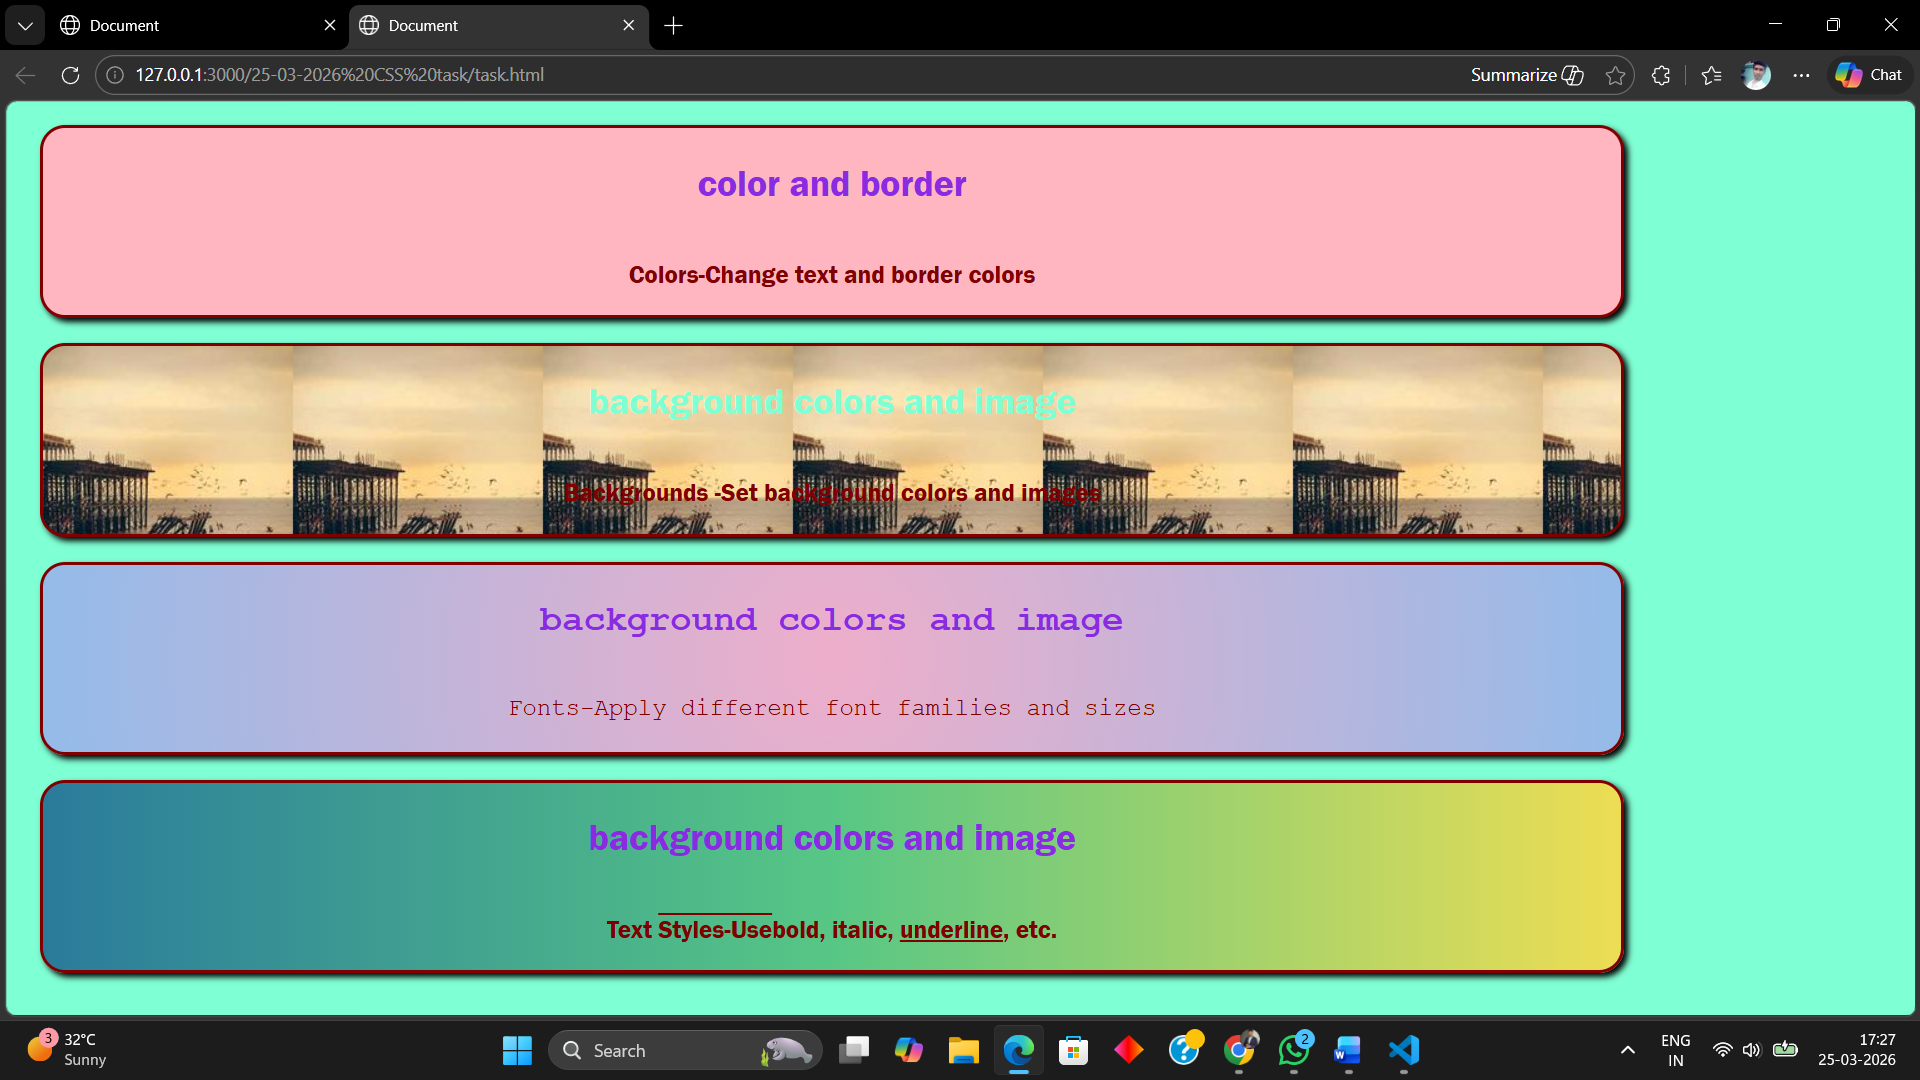 Document
Document
127.0.0.1:3000/25-03-2026%20CSS%20task/task.html
Summarize
Chat
color and border
Colors-Change text and border colors
background colors and image
Backgrounds -Set background colors and images
background colors and image
Fonts-Apply different font families and sizes
background colors and image
Text Styles-Usebold, italic, underline, etc.
3
32°C
Sunny
Search
2
ENG
IN
17:27
25-03-2026